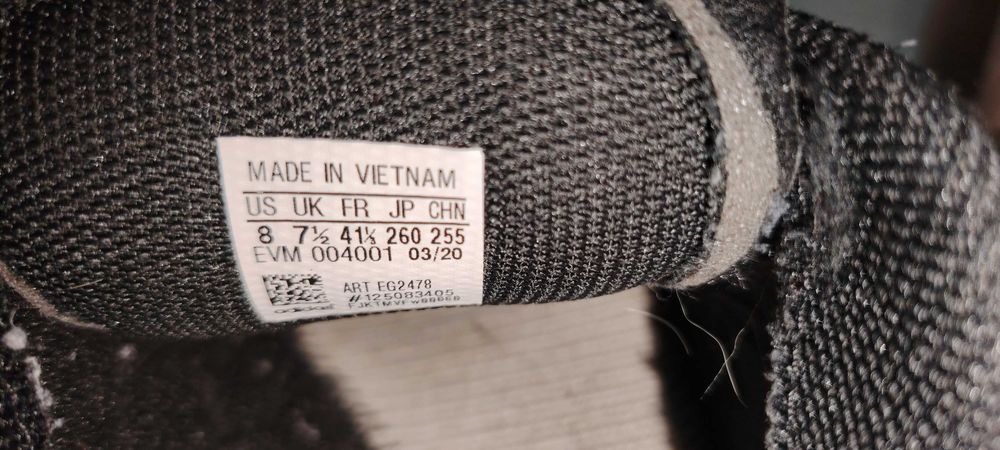 MADE IN VIETNAM
US UK FR JP CHN
8 7½ 41⅓ 260 255
EVM 004001 03/20
ART EG2478
#125083405
adidas